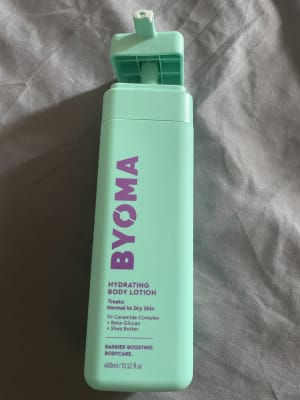 BYOMA
HYDRATING
BODY LOTION
Treats:
Normal to Dry Skin
Tri-Ceramide Complex
+ Beta-Glucan
+ Shea Butter
BARRIER BOOSTING
BODYCARE.
400ml / 13.52 fl.oz